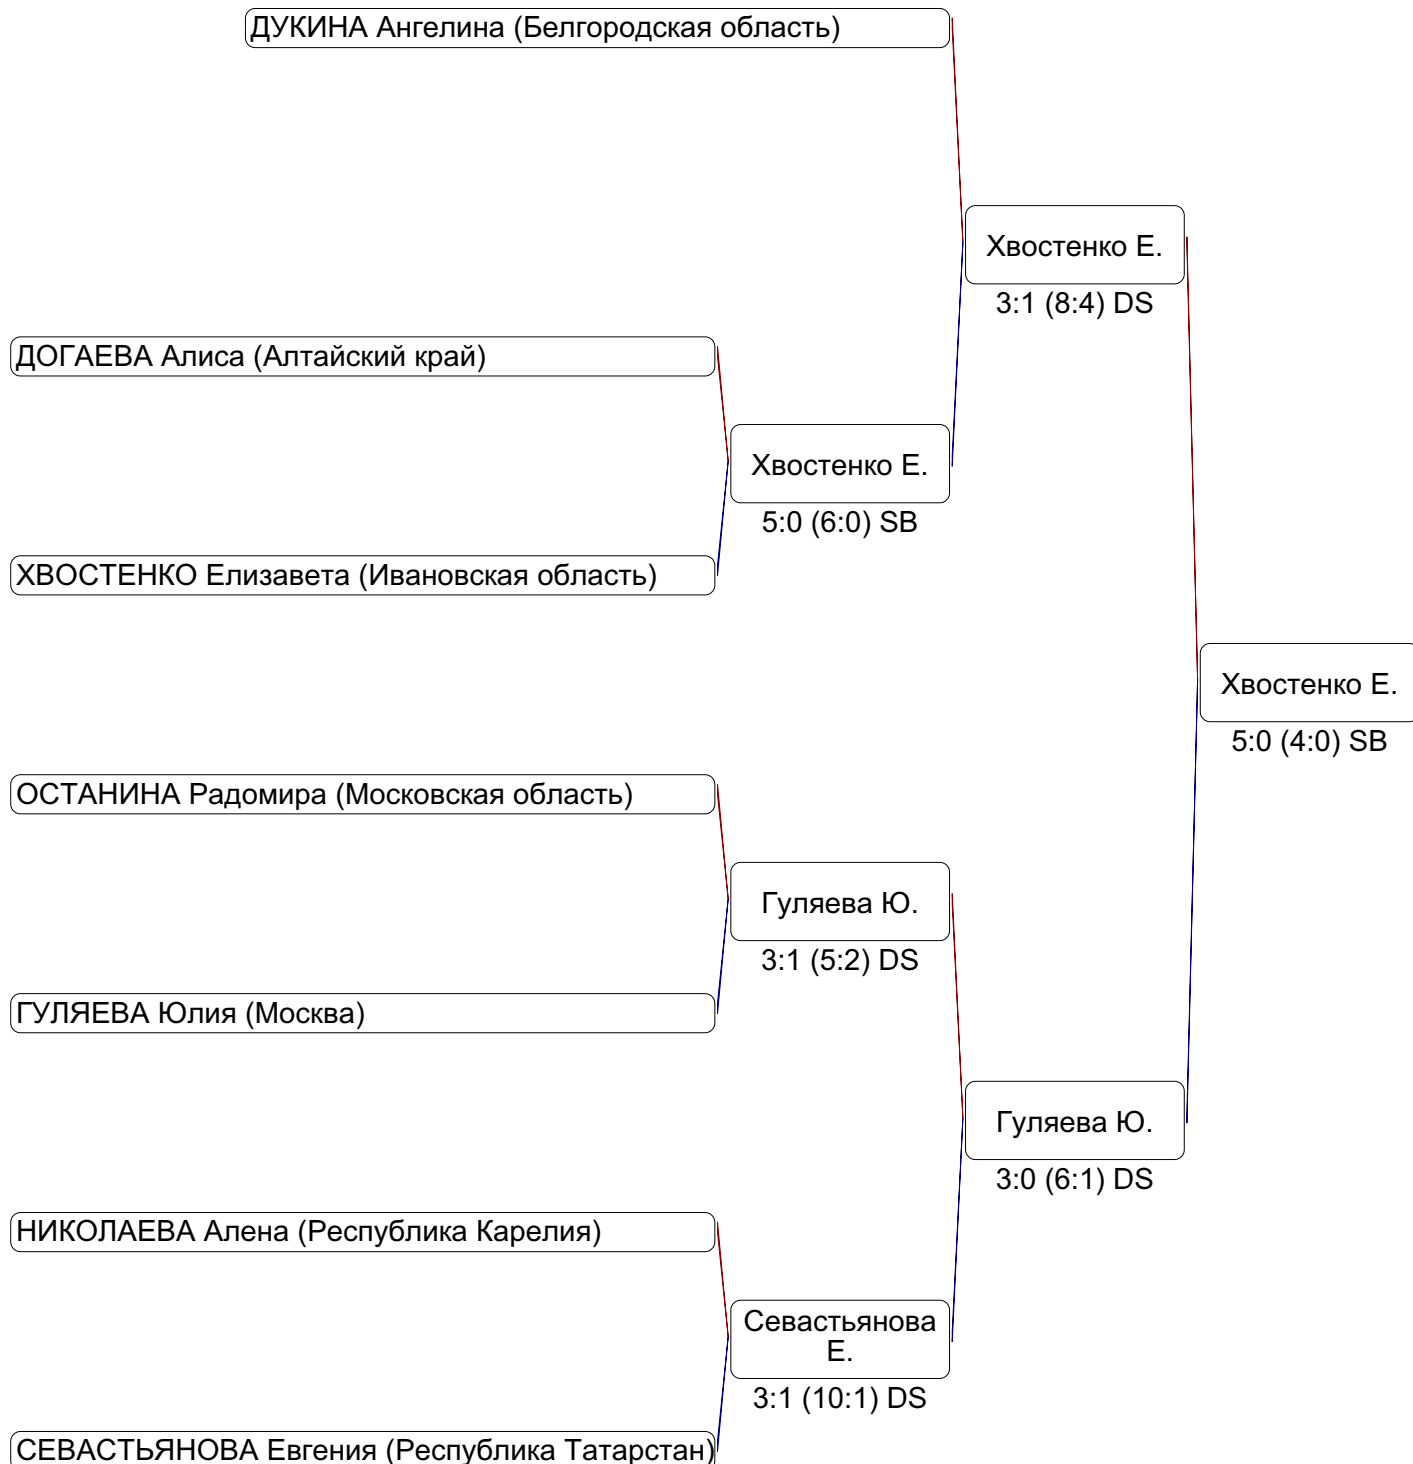 ДУКИНА Ангелина (Белгородская область)
Хвостенко Е.
3:1 (8:4) DS
ДОГАЕВА Алиса (Алтайский край)
Хвостенко Е.
5:0 (6:0) SB
ХВОСТЕНКО Елизавета (Ивановская область)
Хвостенко Е.
5:0 (4:0) SB
ОСТАНИНА Радомира (Московская область)
Гуляева Ю.
3:1 (5:2) DS
ГУЛЯЕВА Юлия (Москва)
Гуляева Ю.
3:0 (6:1) DS
НИКОЛАЕВА Алена (Республика Карелия)
Севастьянова
Е.
3:1 (10:1) DS
СЕВАСТЬЯНОВА Евгения (Республика Татарстан)